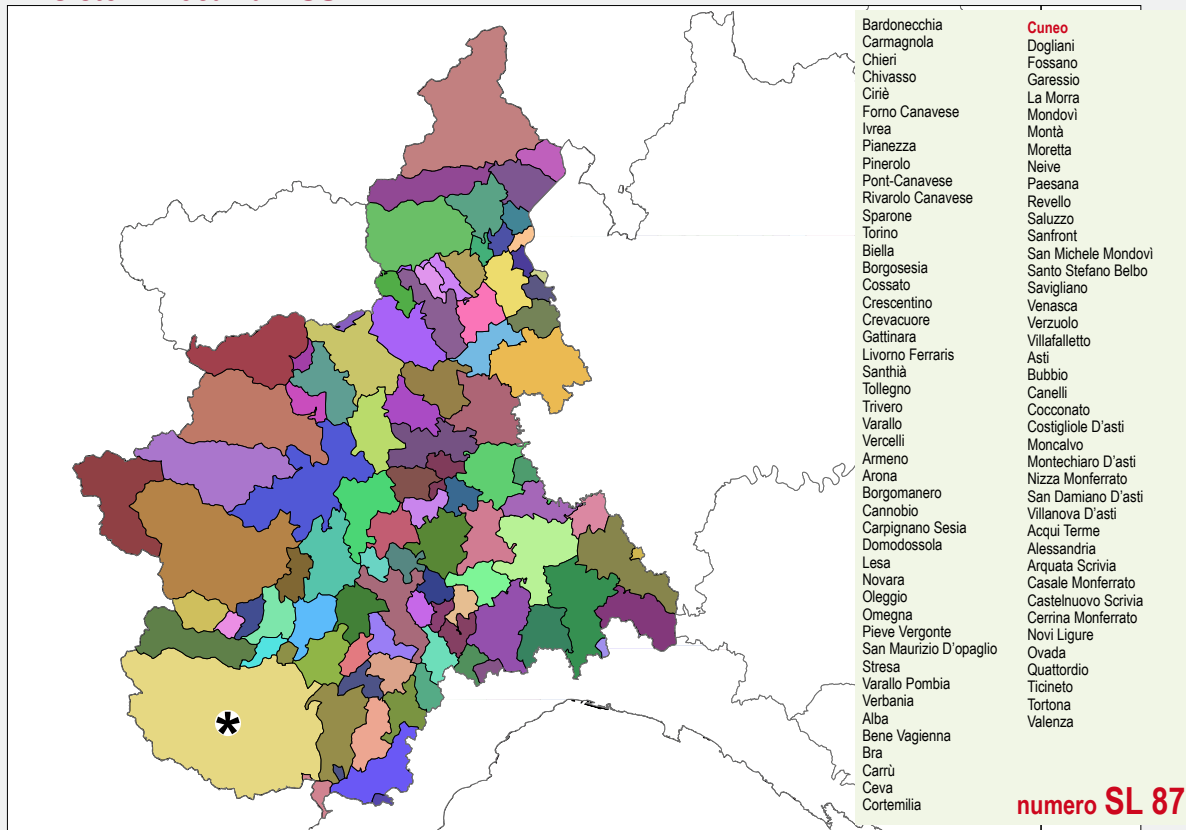 Bardonecchia
Carmagnola
Chieri
Chivasso
Ciriè
Forno Canavese
Ivrea
Pianezza
Pinerolo
Pont-Canavese
Rivarolo Canavese
Sparone
Torino
Biella
Borgosesia
Cossato
Crescentino
Crevacuore
Gattinara
Livorno Ferraris
Santhià
Tollegno
Trivero
Varallo
Vercelli
Armeno
Arona
Borgomanero
Cannobio
Carpignano Sesia
Domodossola
Lesa
Novara
Oleggio
Omegna
Pieve Vergonte
San Maurizio D'opaglio
Stresa
Varallo Pombia
Verbania
Alba
Bene Vagienna
Bra
Carrù
Ceva
Cortemilia
Cuneo
Dogliani
Fossano
Garessio
La Morra
Mondovì
Montà
Moretta
Neive
Paesana
Revello
Saluzzo
Sanfront
San Michele Mondovì
Santo Stefano Belbo
Savigliano
Venasca
Verzuolo
Villafalletto
Asti
Bubbio
Canelli
Cocconato
Costigliole D'asti
Moncalvo
Montechiaro D'asti
Nizza Monferrato
San Damiano D'asti
Villanova D'asti
Acqui Terme
Alessandria
Arquata Scrivia
Casale Monferrato
Castelnuovo Scrivia
Cerrina Monferrato
Novi Ligure
Ovada
Quattordio
Ticineto
Tortona
Valenza
*
numero SL 87